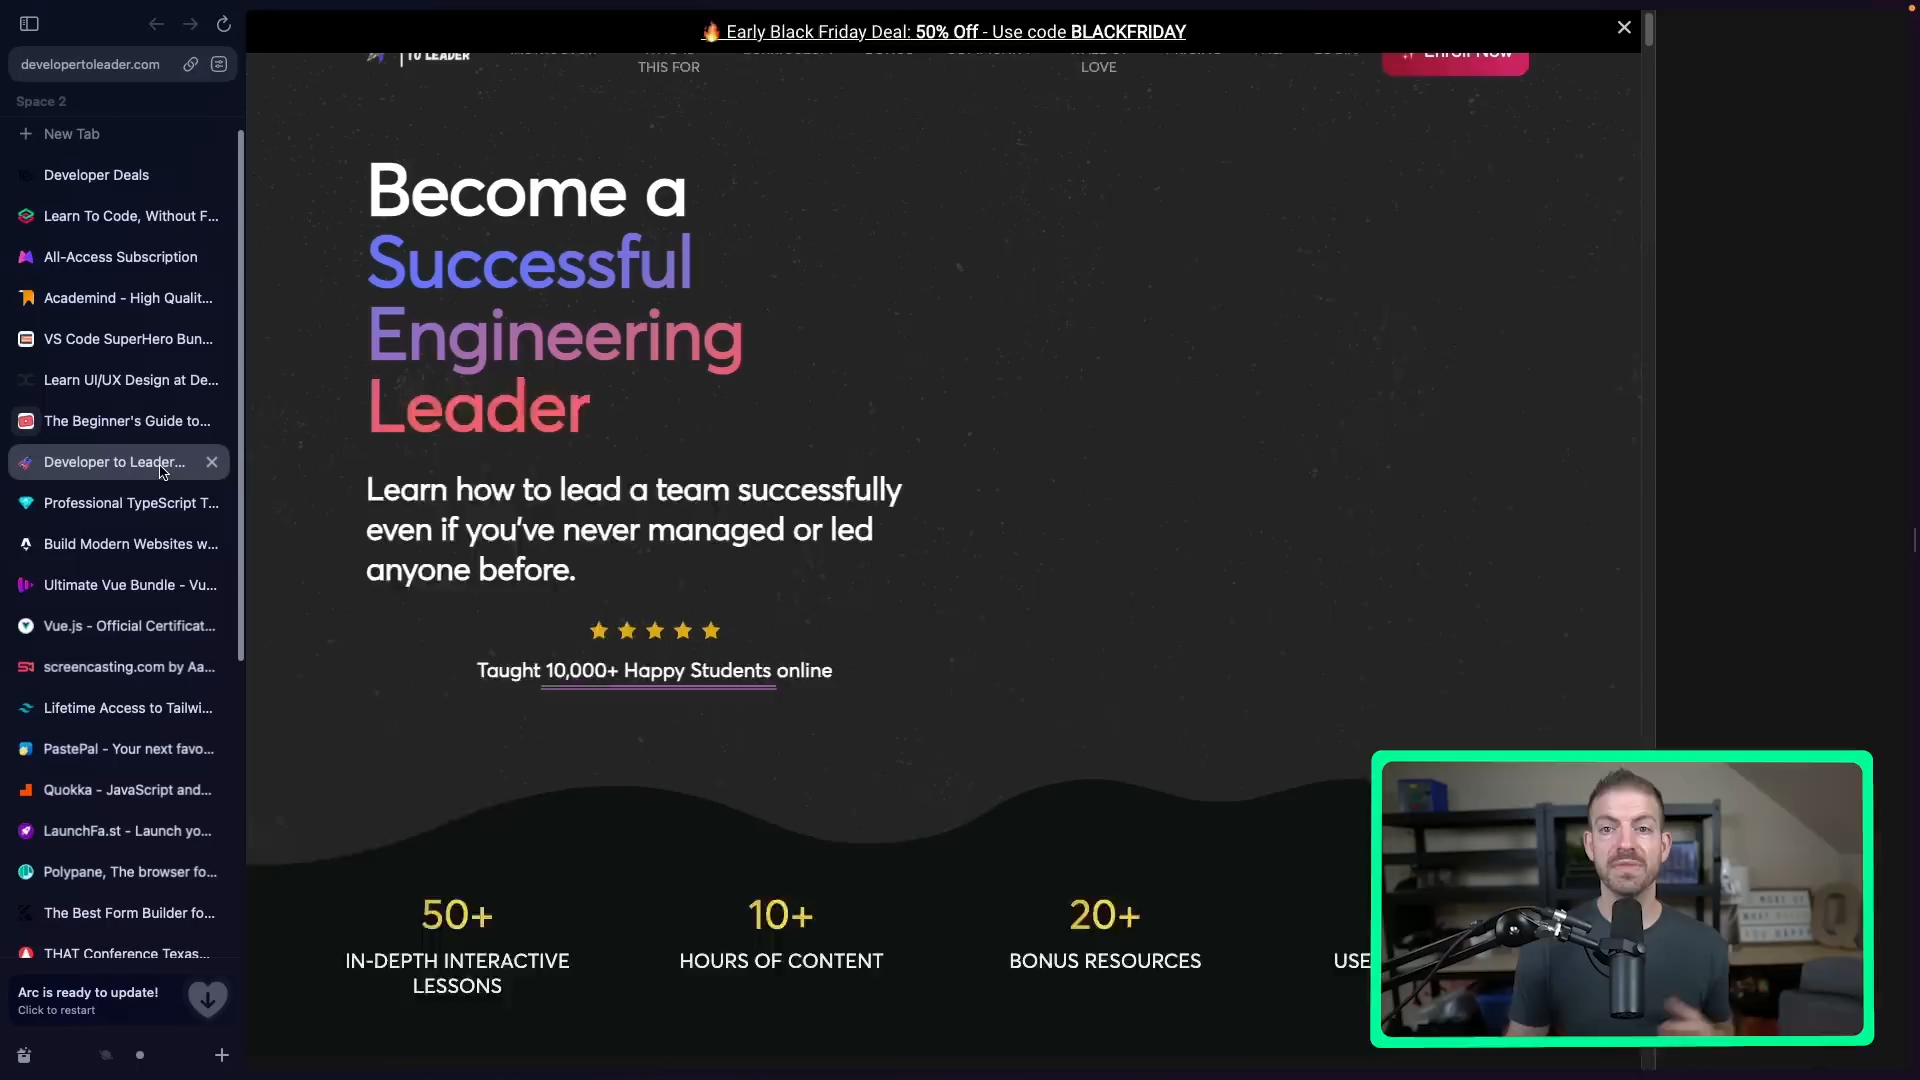 developertoleader.com
Space 2
New Tab
Developer Deals
Learn To Code, Without F...
All-Access Subscription
Academind - High Qualit...
VS Code SuperHero Bun...
Learn UI/UX Design at De...
The Beginner's Guide to...
Developer to Leader...
Professional TypeScript T...
Build Modern Websites w...
Ultimate Vue Bundle - Vu...
Vue.js - Official Certificat...
screencasting.com by Aa...
Lifetime Access to Tailwi...
PastePal - Your next favo...
Quokka - JavaScript and...
LaunchFa.st - Launch yo...
Polypane, The browser fo...
The Best Form Builder fo...
THAT Conference Texas...
Arc is ready to update!
Click to restart
🔥 Early Black Friday Deal: 50% Off - Use code BLACKFRIDAY
TO LEADER
THIS FOR
LOVE
Enroll Now
Become a
Successful
Engineering
Leader
Learn how to lead a team successfully
even if you've never managed or led
anyone before.
Taught 10,000+ Happy Students online
50+
IN-DEPTH INTERACTIVE
LESSONS
10+
HOURS OF CONTENT
20+
BONUS RESOURCES
USE